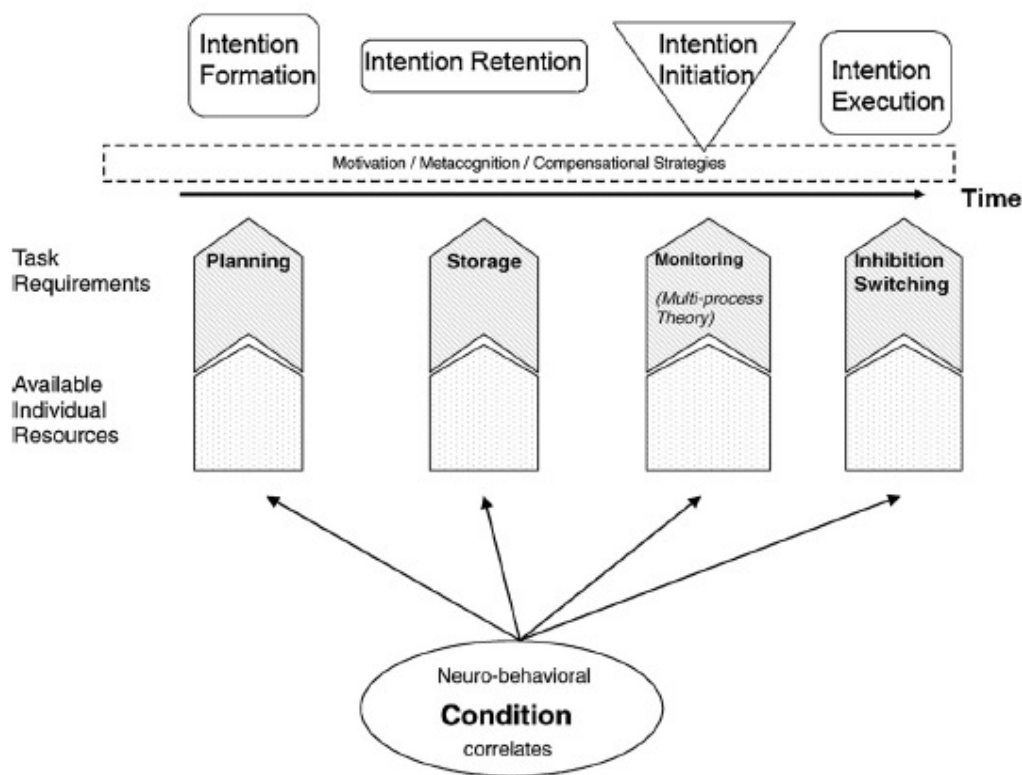 Intention
Formation
Intention Retention
Intention
Initiation
Intention
Execution
Motivation / Metacognition / Compensational Strategies
Time
Task
Requirements
Planning
Storage
Monitoring
(Multi-process
Theory)
Inhibition
Switching
Available
Individual
Resources
Neuro-behavioral
Condition
correlates